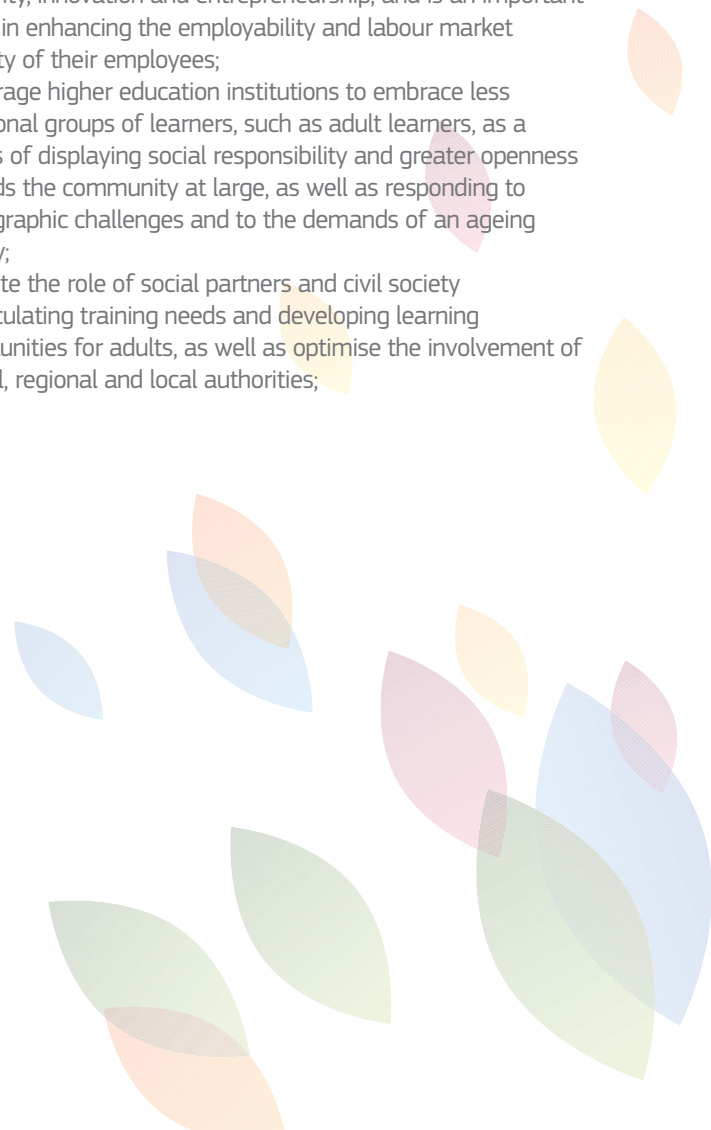 ity, innovation and entrepreneurship, and is an important
in enhancing the employability and labour market
ty of their employees;
rage higher education institutions to embrace less
onal groups of learners, such as adult learners, as a
s of displaying social responsibility and greater openness
ds the community at large, as well as responding to
graphic challenges and to the demands of an ageing
y;
te the role of social partners and civil society
culating training needs and developing learning
tunities for adults, as well as optimise the involvement of
l, regional and local authorities;